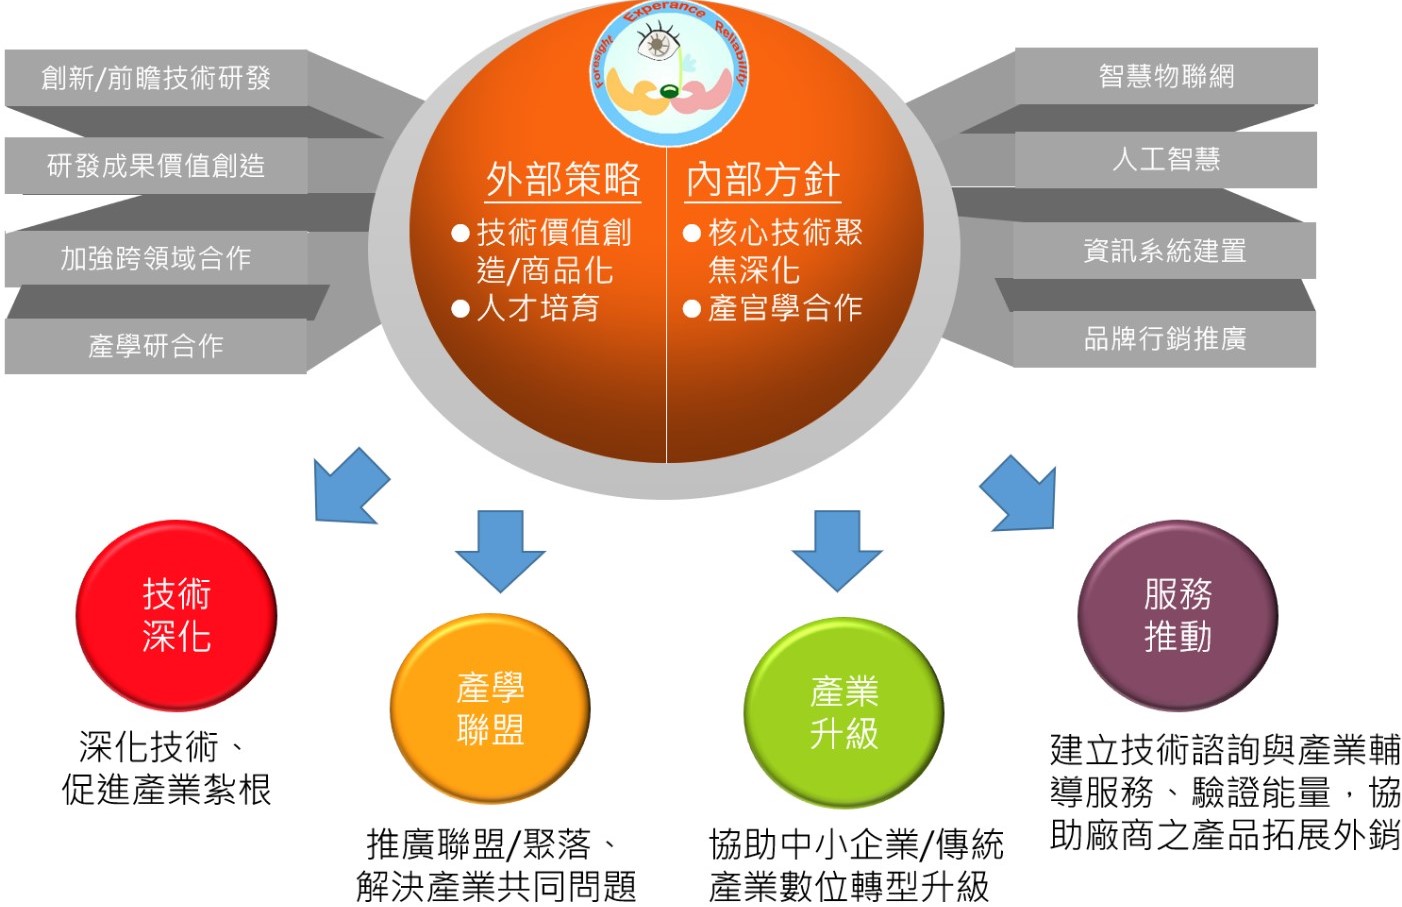 Foresight Experance Reliability
創新/前瞻技術研發
研發成果價值創造
加強跨領域合作
產學研合作
外部策略
●技術價值創
造/商品化
●人才培育
內部方針
●核心技術聚
焦深化
●產官學合作
智慧物聯網
人工智慧
資訊系統建置
品牌行銷推廣
技術
深化
深化技術、
促進產業紮根
產學
聯盟
推廣聯盟/聚落、
解決產業共同問題
產業
升級
協助中小企業/傳統
產業數位轉型升級
服務
推動
建立技術諮詢與產業輔
導服務、驗證能量，協
助廠商之產品拓展外銷